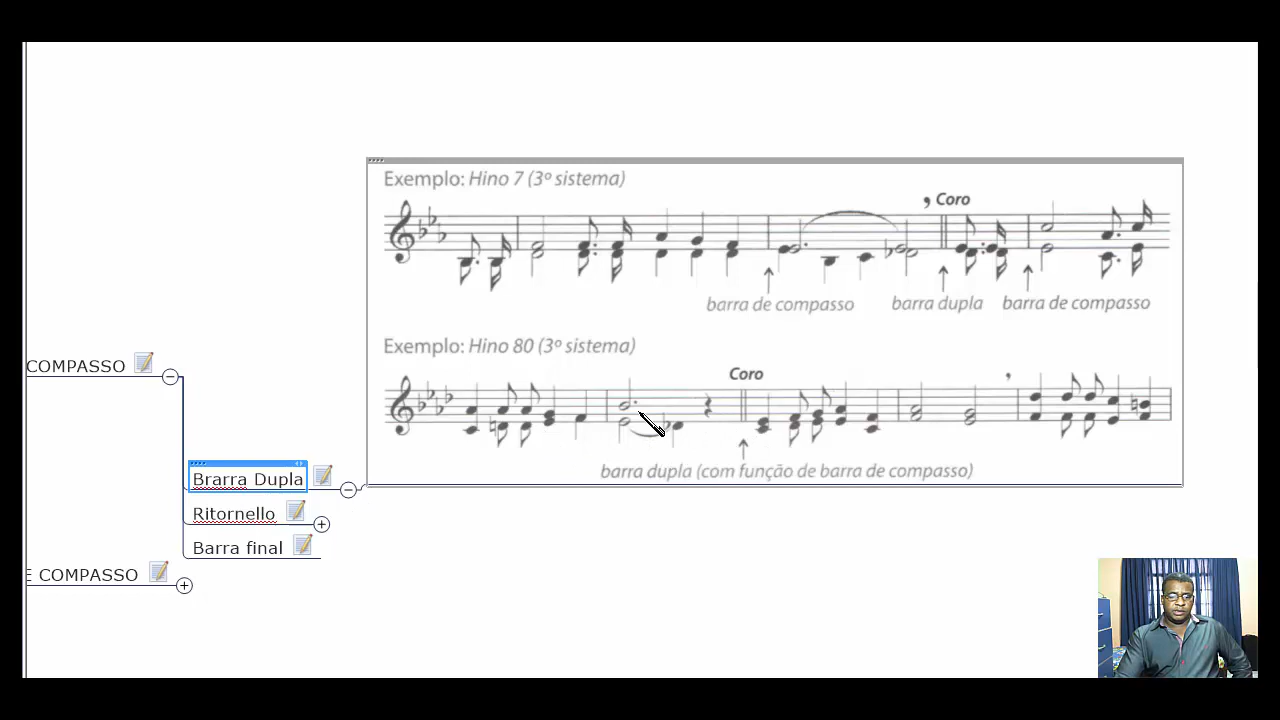 Exemplo: Hino 7 (3º sistema)
, Coro
barra de compasso barra dupla barra de compasso
Exemplo: Hino 80 (3º sistema)
Coro
barra dupla (com função de barra de compasso)
COMPASSO
Brarra Dupla
Ritornello
Barra final
E COMPASSO